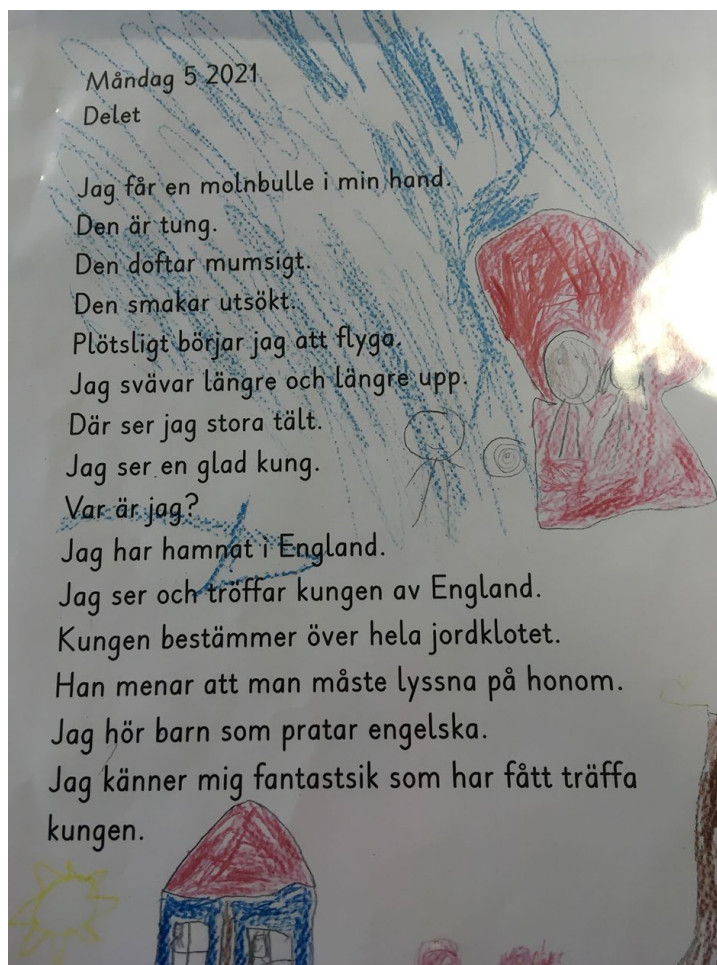 Måndag 5 2021
Delet
Jag får en molnbulle i min hand.
Den är tung.
Den doftar mumsigt.
Den smakar utsökt.
Plötsligt börjar jag att flyga.
Jag svävar längre och längre upp.
Där ser jag stora tält.
Jag ser en glad kung.
Var är jag?
Jag har hamnat i England.
Jag ser och tröffar kungen av England.
Kungen bestämmer över hela jordklotet.
Han menar att man måste lyssna på honom.
Jag hör barn som pratar engelska.
Jag känner mig fantastsik som har fått träffa
kungen.